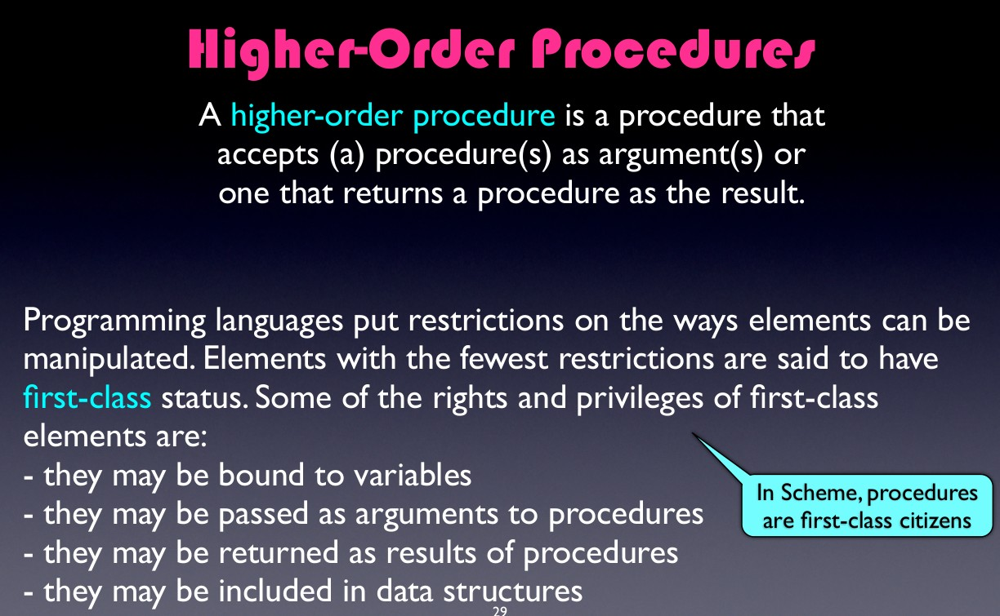 Higher-Order Procedures
A higher-order procedure is a procedure that
accepts (a) procedure(s) as argument(s) or
one that returns a procedure as the result.
Programming languages put restrictions on the ways elements can be
manipulated. Elements with the fewest restrictions are said to have
first-class status. Some of the rights and privileges of first-class
elements are:
- they may be bound to variables
- they may be passed as arguments to procedures
- they may be returned as results of procedures
- they may be included in data structures
In Scheme, procedures
are first-class citizens
29